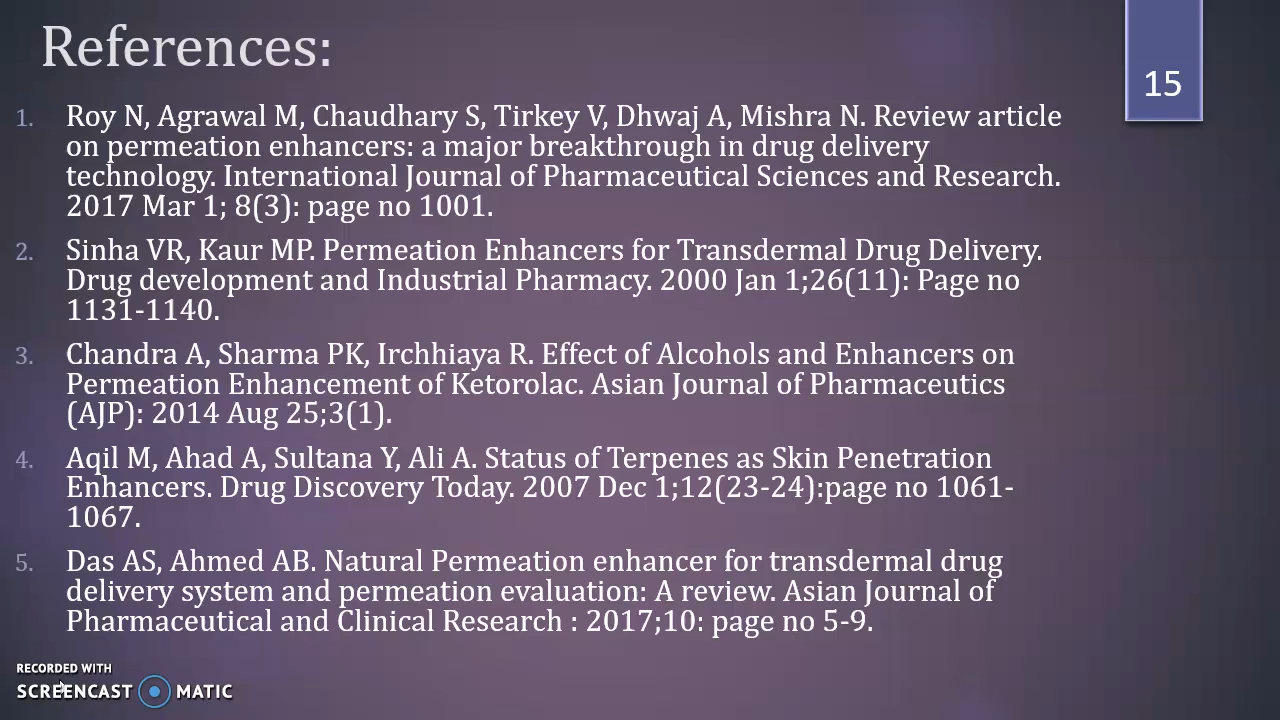 References:
15
1. Roy N, Agrawal M, Chaudhary S, Tirkey V, Dhwaj A, Mishra N. Review article
on permeation enhancers: a major breakthrough in drug delivery
technology. International Journal of Pharmaceutical Sciences and Research.
2017 Mar 1; 8(3): page no 1001.
2. Sinha VR, Kaur MP. Permeation Enhancers for Transdermal Drug Delivery.
Drug development and Industrial Pharmacy. 2000 Jan 1;26(11): Page no
1131-1140.
3. Chandra A, Sharma PK, Irchhiaya R. Effect of Alcohols and Enhancers on
Permeation Enhancement of Ketorolac. Asian Journal of Pharmaceutics
(AJP): 2014 Aug 25;3(1).
4. Aqil M, Ahad A, Sultana Y, Ali A. Status of Terpenes as Skin Penetration
Enhancers. Drug Discovery Today. 2007 Dec 1;12(23-24):page no 1061-
1067.
5. Das AS, Ahmed AB. Natural Permeation enhancer for transdermal drug
delivery system and permeation evaluation: A review. Asian Journal of
Pharmaceutical and Clinical Research : 2017;10: page no 5-9.
RECORDED WITH
SCREENCAST MATIC